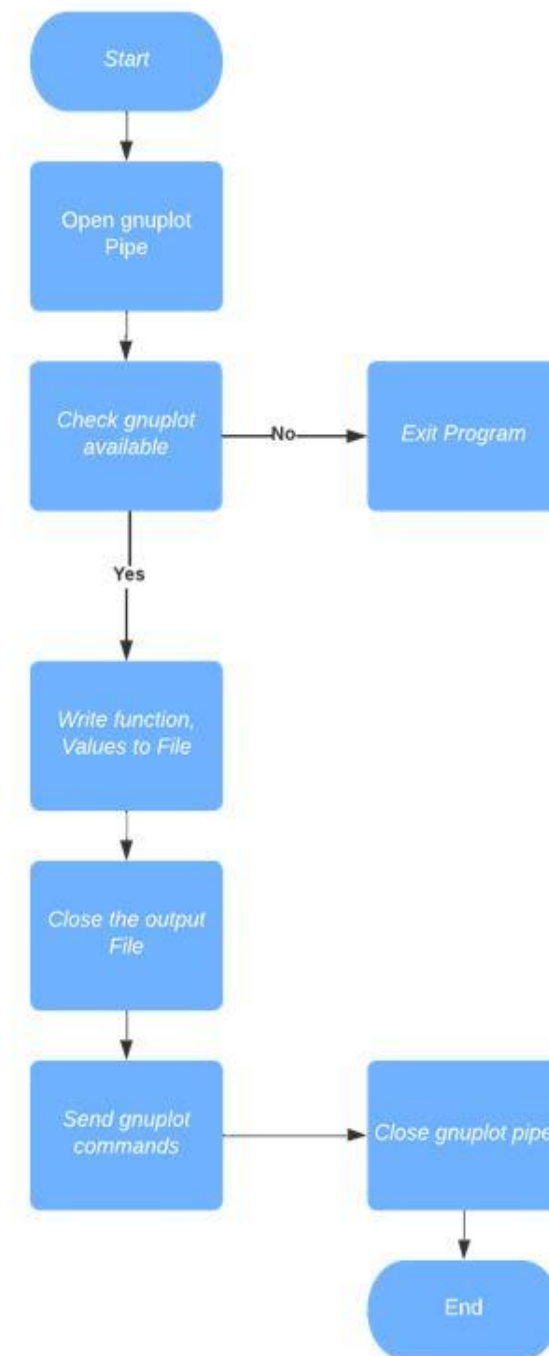 Start
Open gnuplot
Pipe
Check gnuplot
available
No
Exit Program
Yes
Write function,
Values to File
Close the output
File
Send gnuplot
commands
Close gnuplot pipe
End